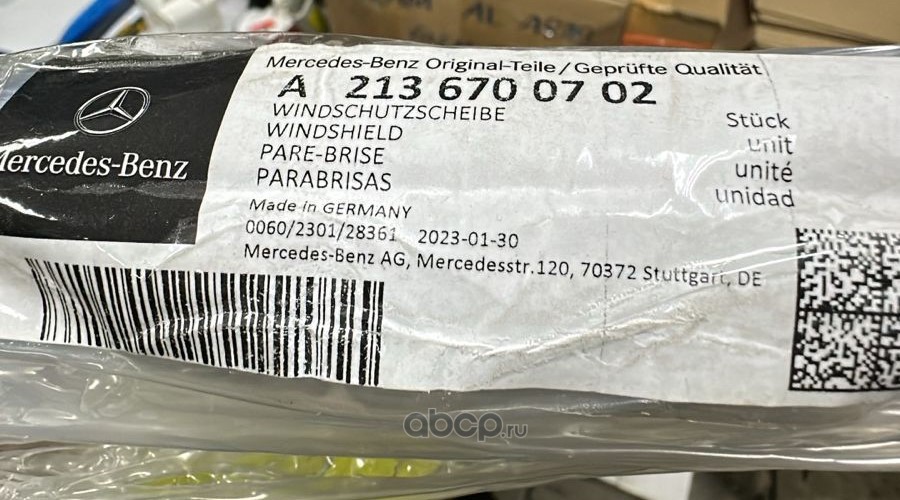 Mercedes-Benz Original-Teile / Geprüfte Qualität
A 213 670 07 02
WINDSCHUTZSCHEIBE
WINDSHIELD
PARE-BRISE
PARABRISAS
Stück
unit
unité
unidad
Mercedes-Benz
Made in GERMANY
0060/2301/28361 2023-01-30
Mercedes-Benz AG, Mercedesstr.120, 70372 Stuttgart, DE
abcp.ru